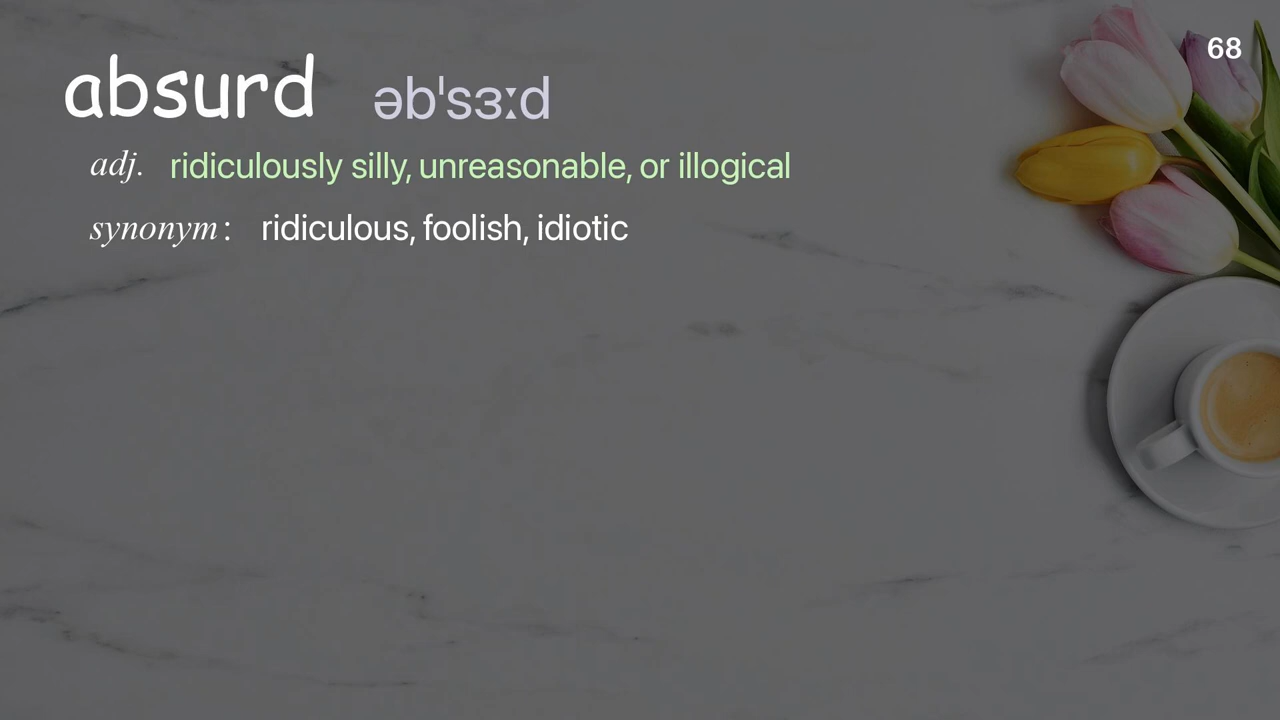 68
absurd əbˈsɜːd
adj. ridiculously silly, unreasonable, or illogical
synonym: ridiculous, foolish, idiotic